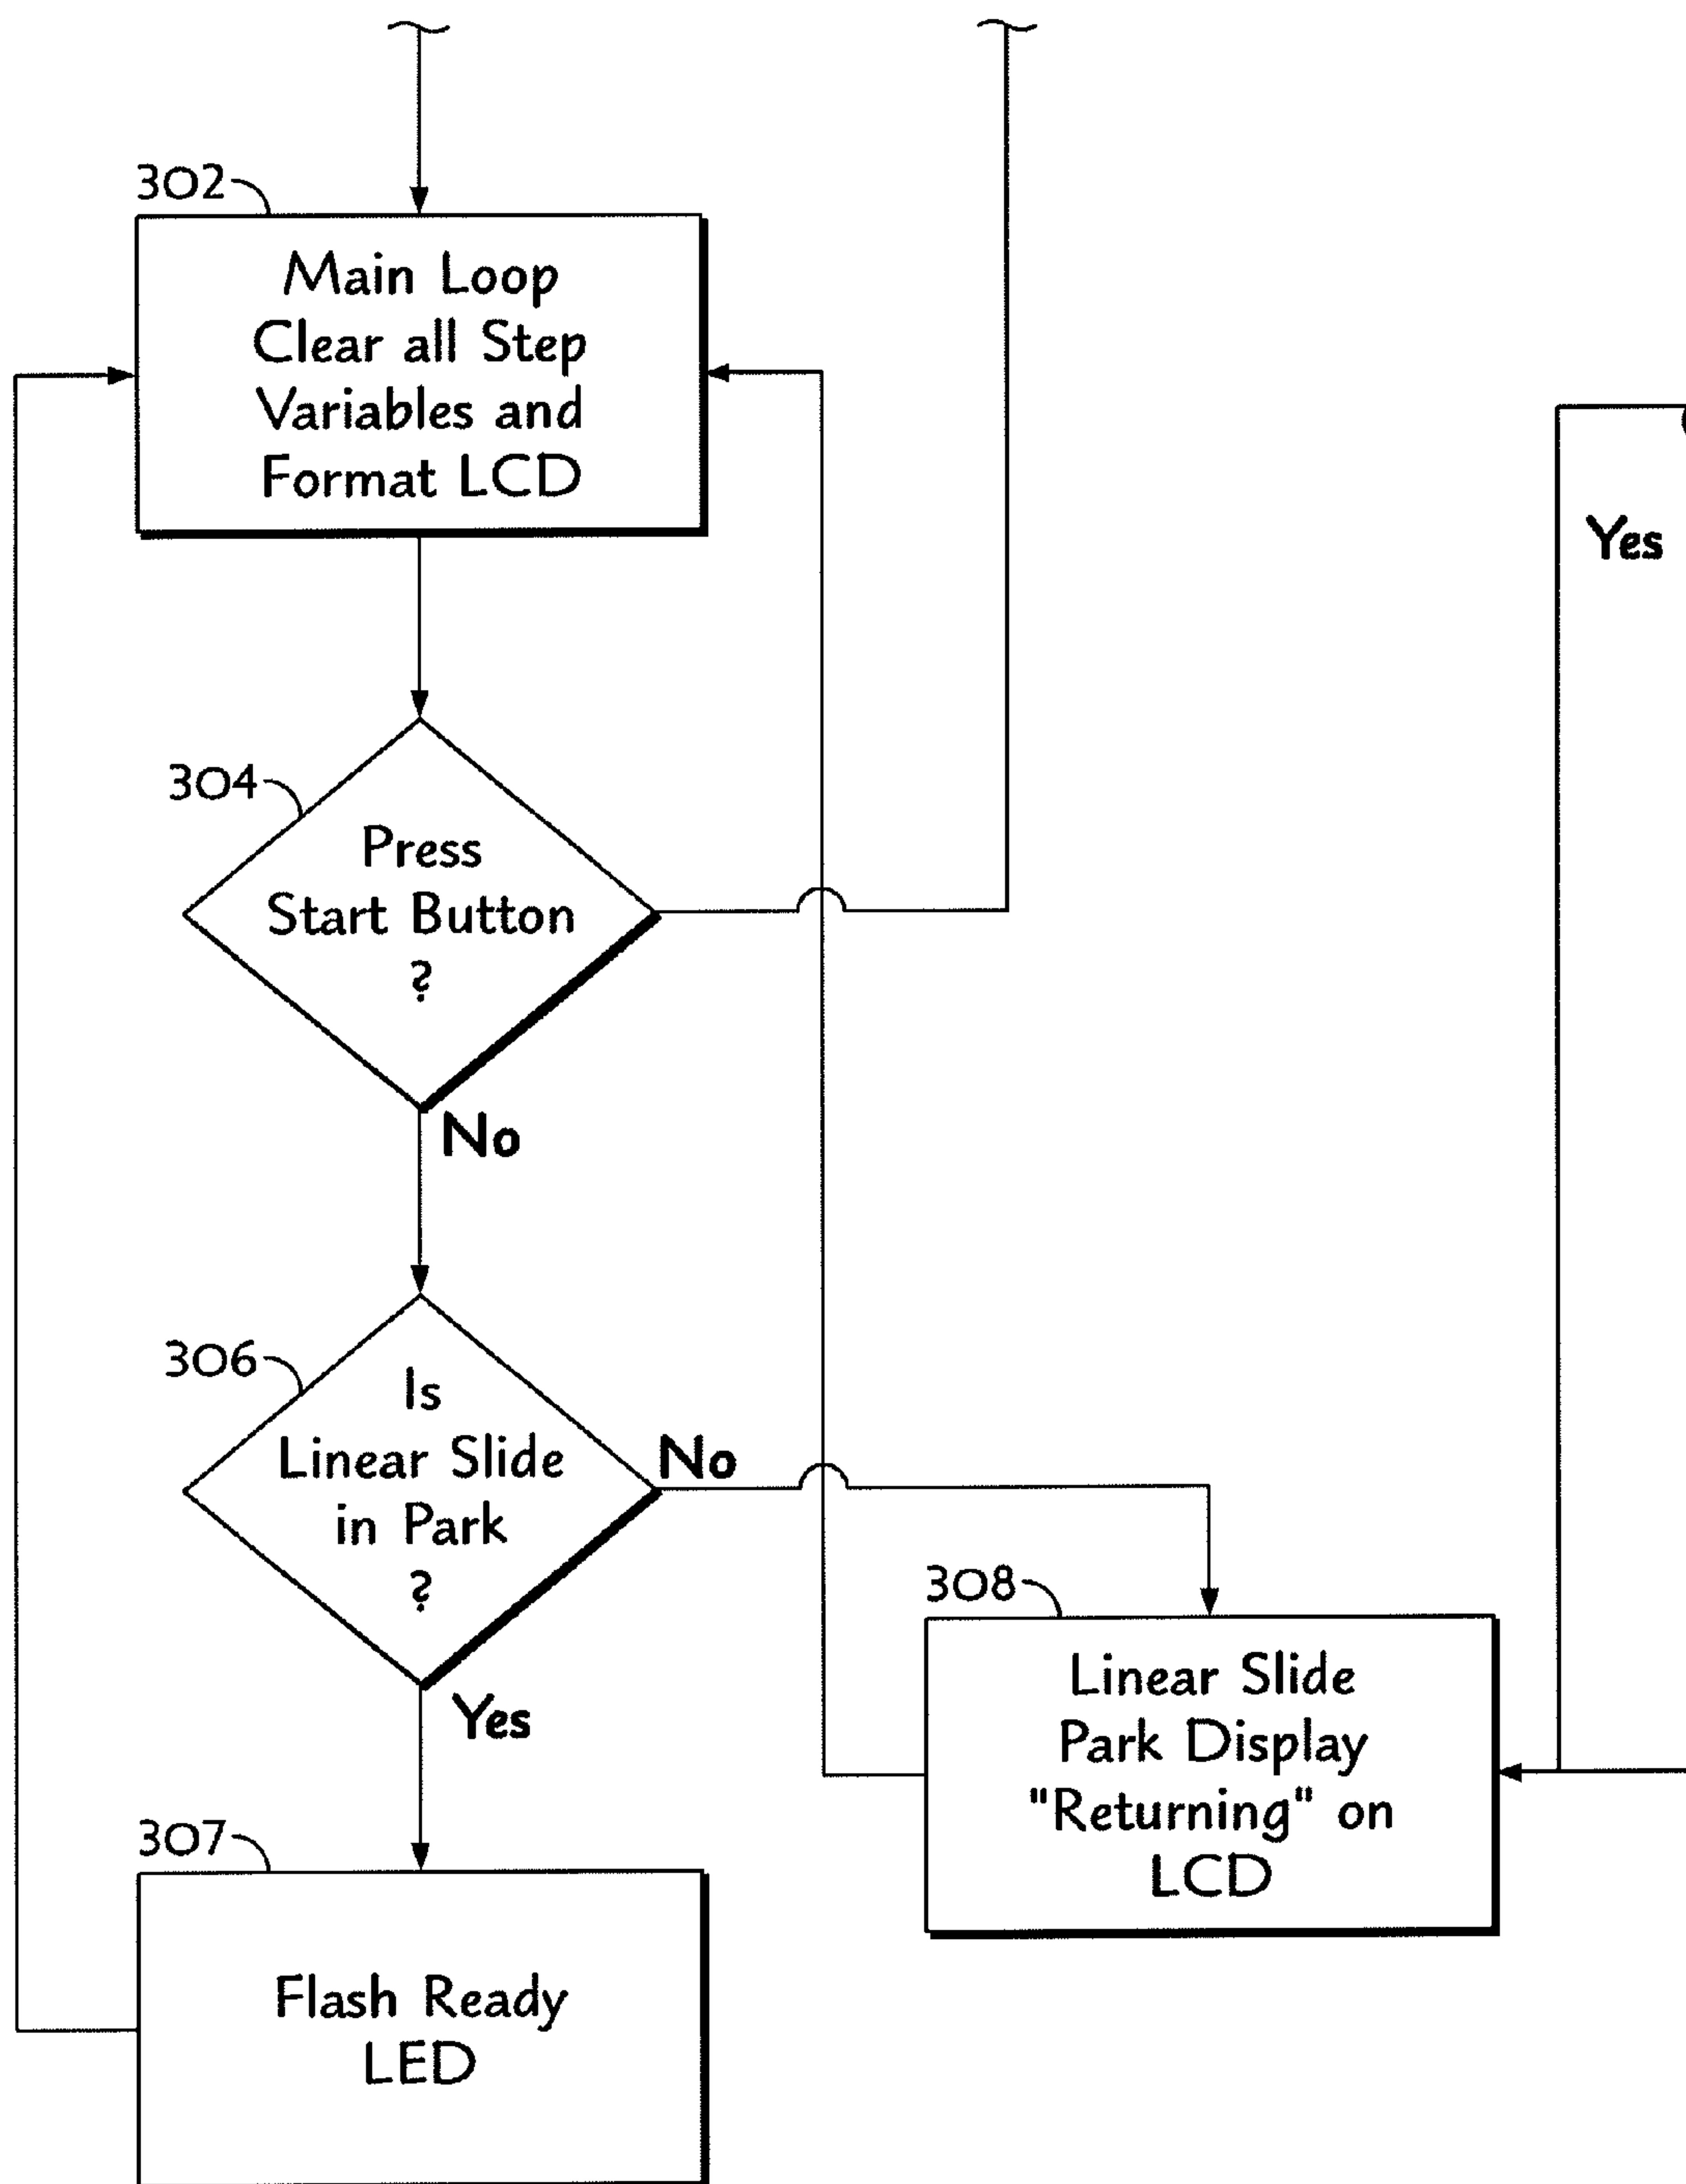 302
Main Loop
Clear all Step
Variables and
Format LCD
Yes
304
Press
Start Button
?
No
306
Is
Linear Slide
in Park
?
No
Yes
308
Linear Slide
Park Display
"Returning" on
LCD
307
Flash Ready
LED